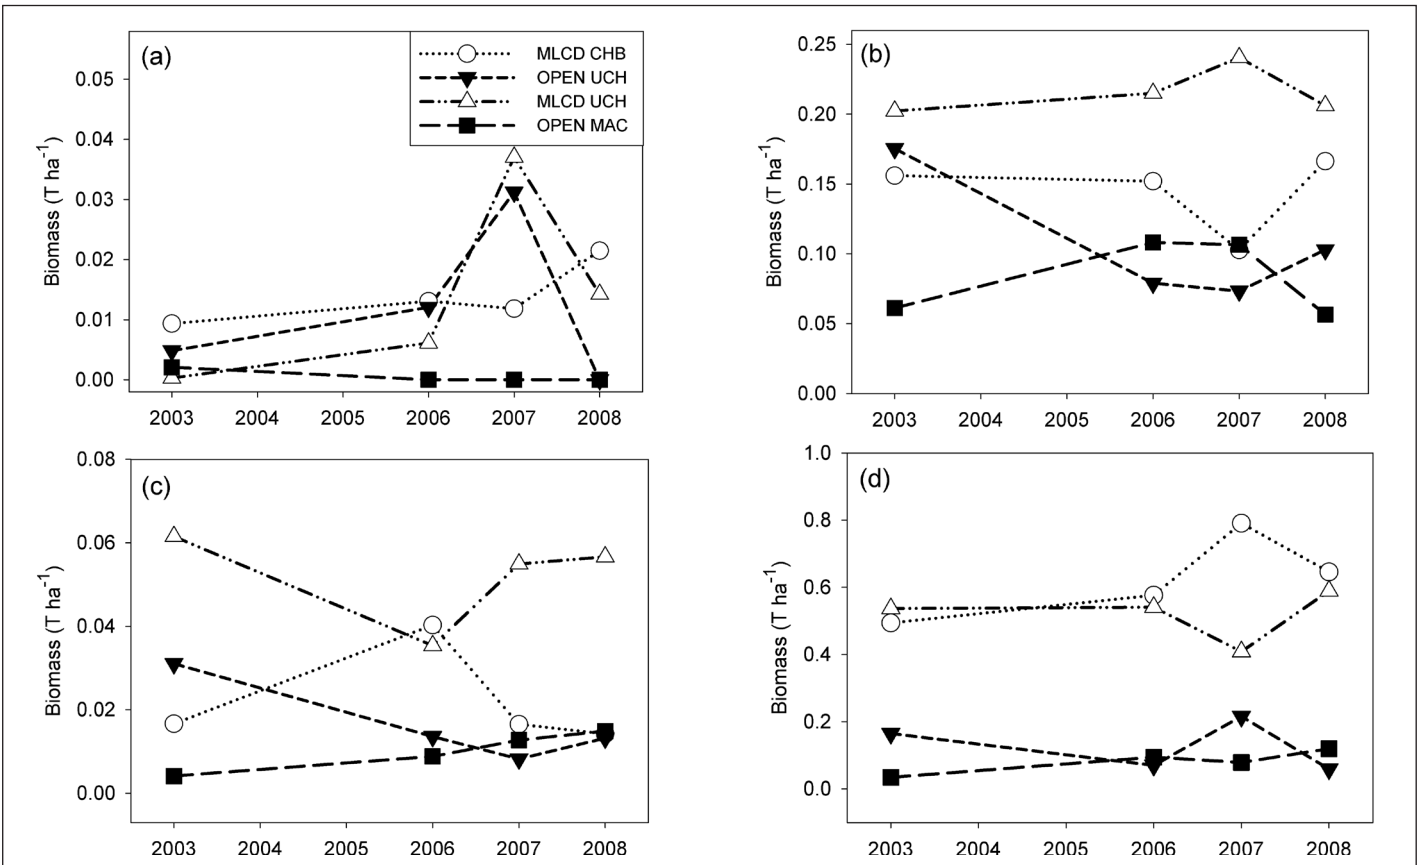 (a)
MLCD CHB
OPEN UCH
MLCD UCH
OPEN MAC
Biomass (T ha⁻¹)
0.05
0.04
0.03
0.02
0.01
0.00
2003 2004 2005 2006 2007 2008
(b)
Biomass (T ha⁻¹)
0.25
0.20
0.15
0.10
0.05
0.00
2003 2004 2005 2006 2007 2008
(c)
Biomass (T ha⁻¹)
0.08
0.06
0.04
0.02
0.00
2003 2004 2005 2006 2007 2008
(d)
Biomass (T ha⁻¹)
1.0
0.8
0.6
0.4
0.2
0.0
2003 2004 2005 2006 2007 2008